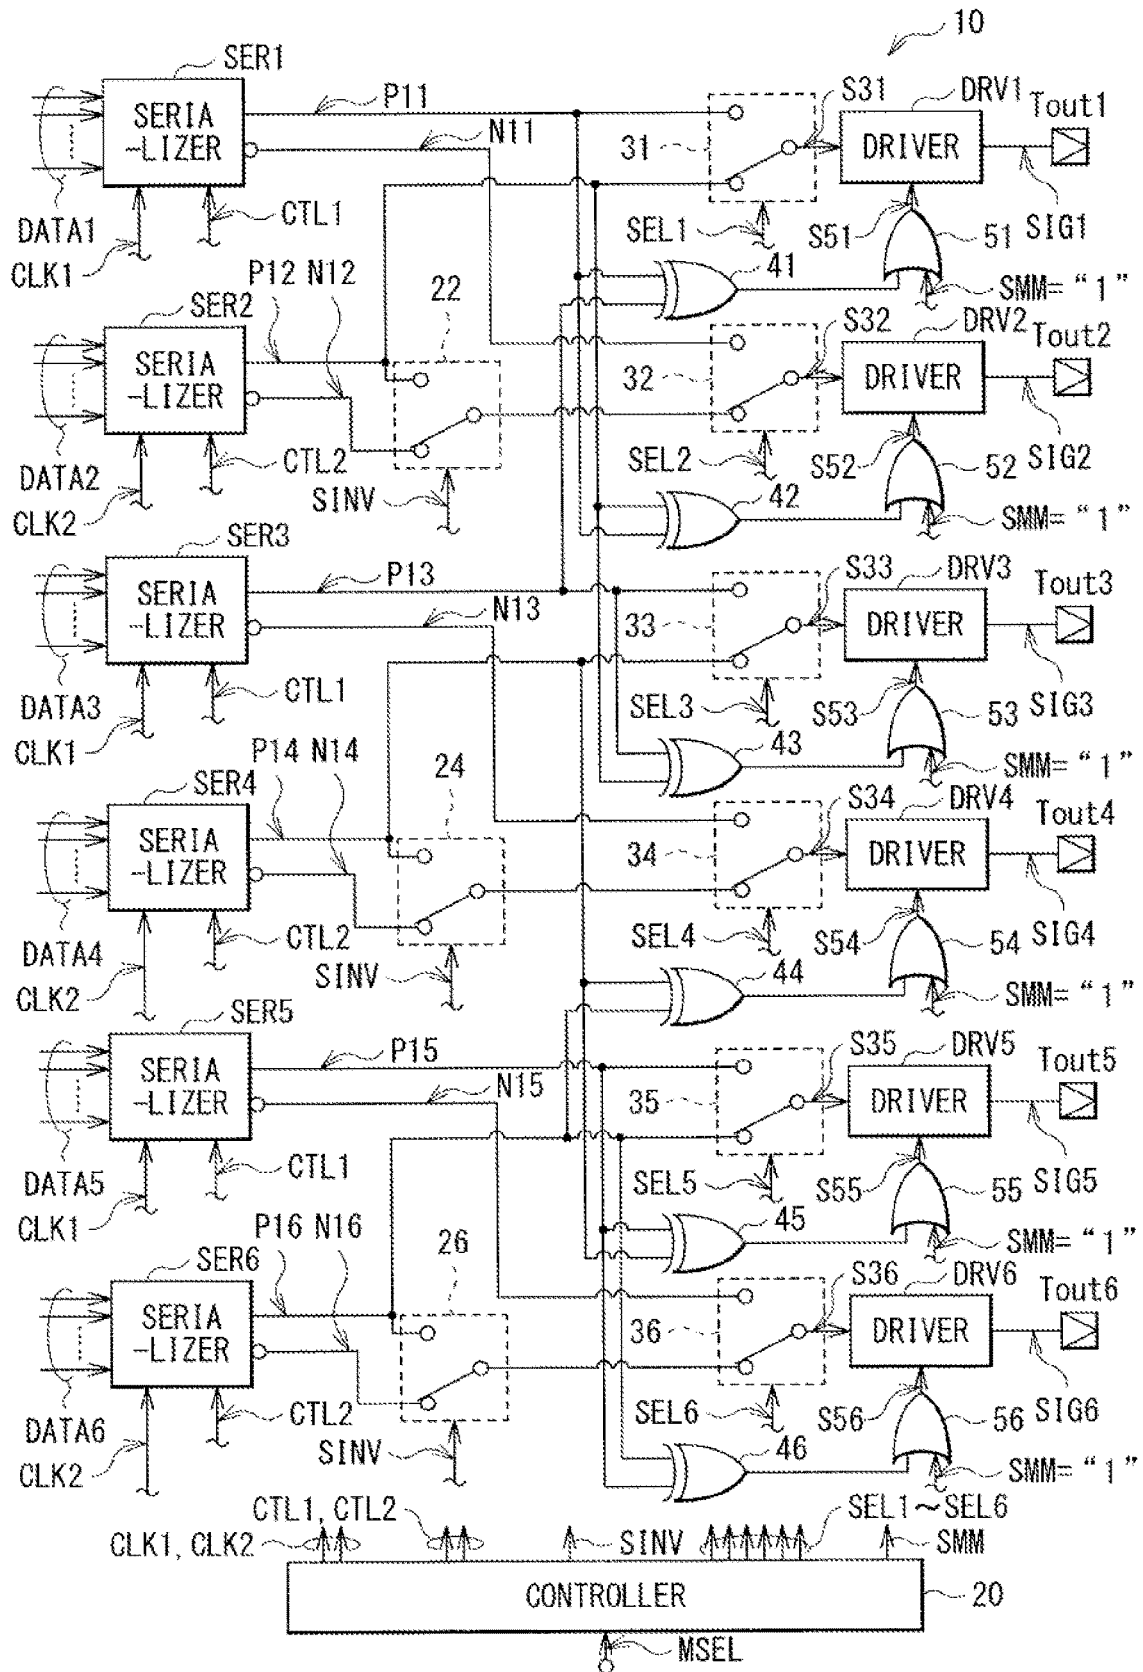 10
SER1
P11
N11
SERIA
-LIZER
31
S31
DRV1
DRIVER
Tout1
DATA1
CLK1
CTL1
SEL1
S51
51
SIG1
SMM= “1”
41
P12 N12
22
SER2
SERIA
-LIZER
32
S32
DRV2
DRIVER
Tout2
DATA2
CLK2
CTL2
SINV
SEL2
S52
52
SIG2
SMM= “1”
42
SER3
P13
N13
SERIA
-LIZER
33
S33
DRV3
DRIVER
Tout3
DATA3
CLK1
CTL1
SEL3
S53
53
SIG3
SMM= “1”
43
P14 N14
24
SER4
SERIA
-LIZER
34
S34
DRV4
DRIVER
Tout4
DATA4
CLK2
CTL2
SINV
SEL4
S54
54
SIG4
SMM= “1”
44
SER5
P15
N15
SERIA
-LIZER
35
S35
DRV5
DRIVER
Tout5
DATA5
CLK1
CTL1
SEL5
S55
55
SIG5
SMM= “1”
45
P16 N16
26
SER6
SERIA
-LIZER
36
S36
DRV6
DRIVER
Tout6
DATA6
CLK2
CTL2
SINV
SEL6
S56
56
SIG6
SMM= “1”
46
CLK1, CLK2
CTL1, CTL2
SINV
SEL1～SEL6
SMM
CONTROLLER
20
MSEL